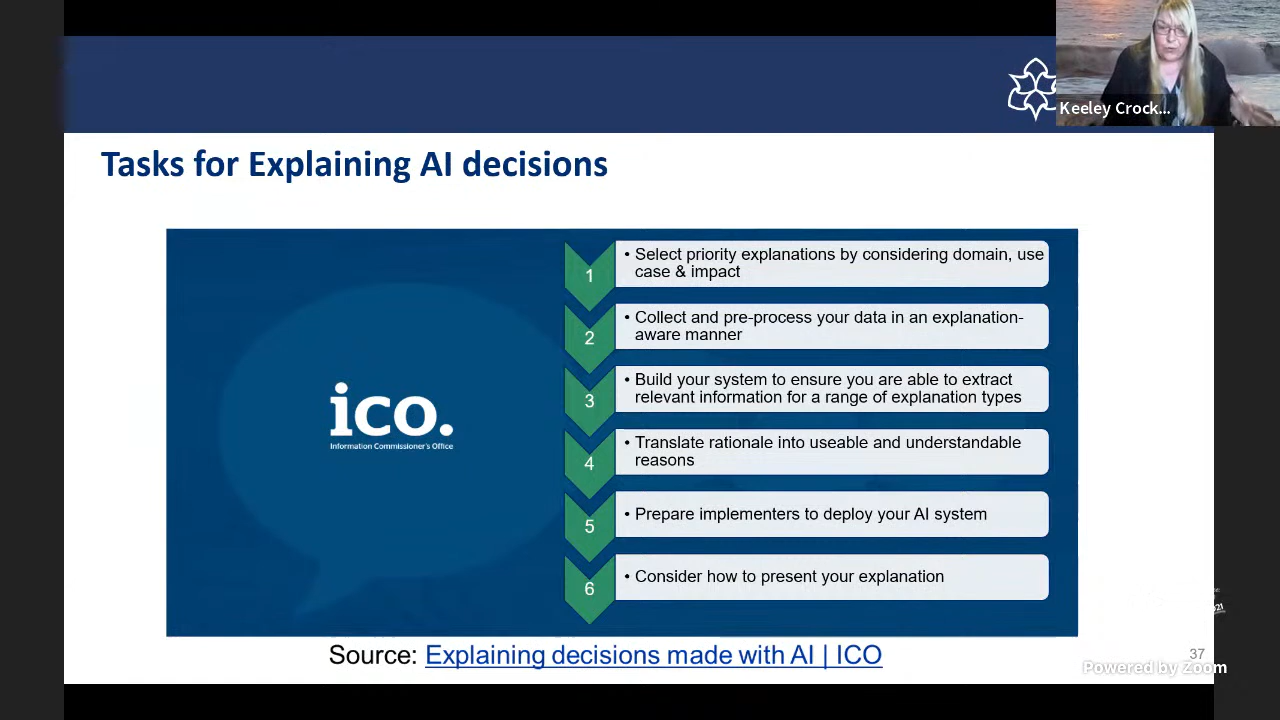 Keeley Crock...
Tasks for Explaining AI decisions
ico.
Information Commissioner's Office
1
• Select priority explanations by considering domain, use
case & impact
2
• Collect and pre-process your data in an explanation-
aware manner
3
• Build your system to ensure you are able to extract
relevant information for a range of explanation types
4
• Translate rationale into useable and understandable
reasons
5
• Prepare implementers to deploy your AI system
6
• Consider how to present your explanation
Source: Explaining decisions made with AI | ICO
37
Powered by Zoom